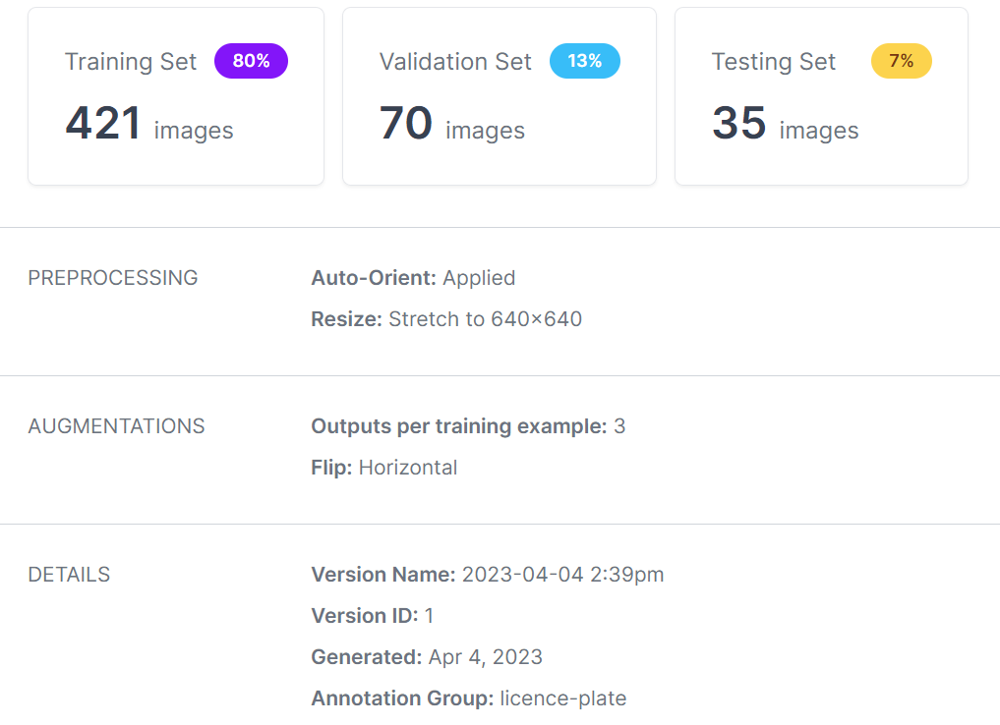 Training Set 80%
421 images
Validation Set 13%
70 images
Testing Set 7%
35 images
PREPROCESSING
Auto-Orient: Applied
Resize: Stretch to 640×640
AUGMENTATIONS
Outputs per training example: 3
Flip: Horizontal
DETAILS
Version Name: 2023-04-04 2:39pm
Version ID: 1
Generated: Apr 4, 2023
Annotation Group: licence-plate